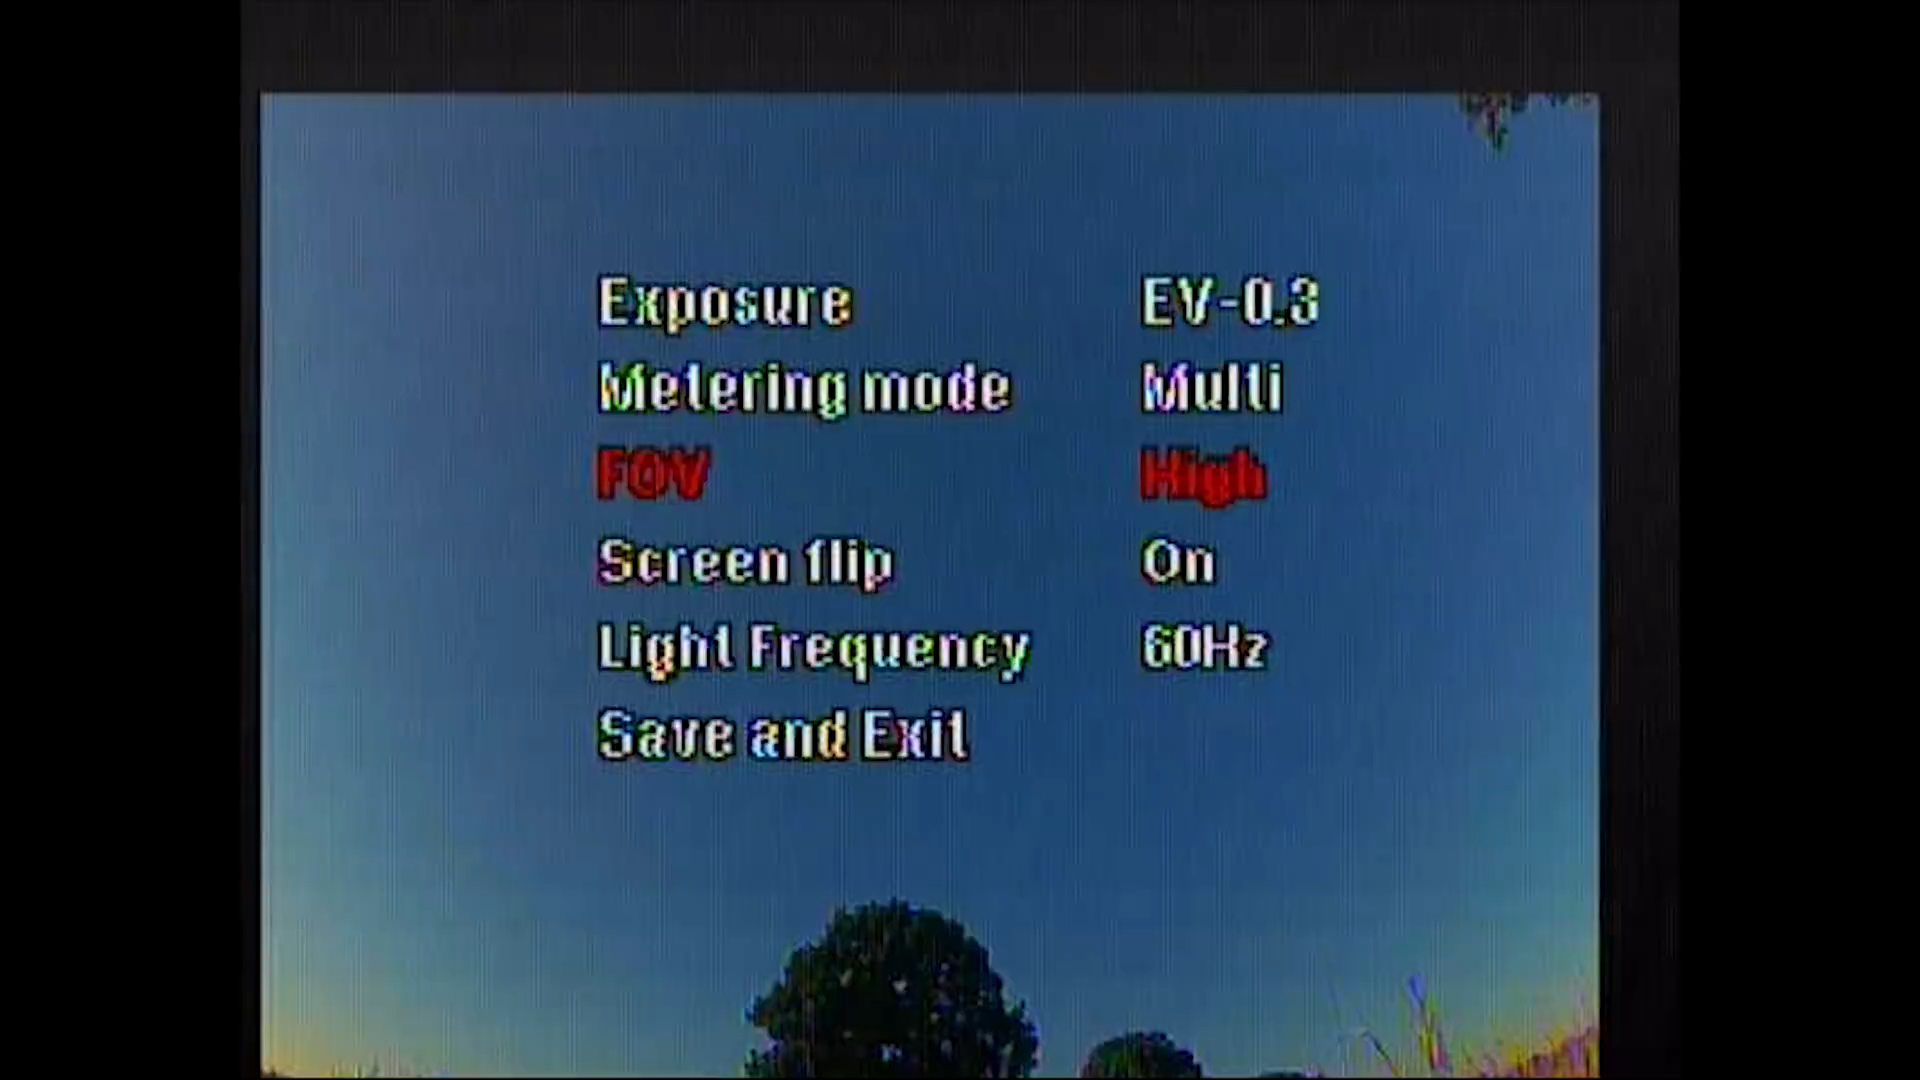 Exposure EV-0.3
Metering mode Multi
FOV High
Screen flip On
Light Frequency 60Hz
Save and Exit